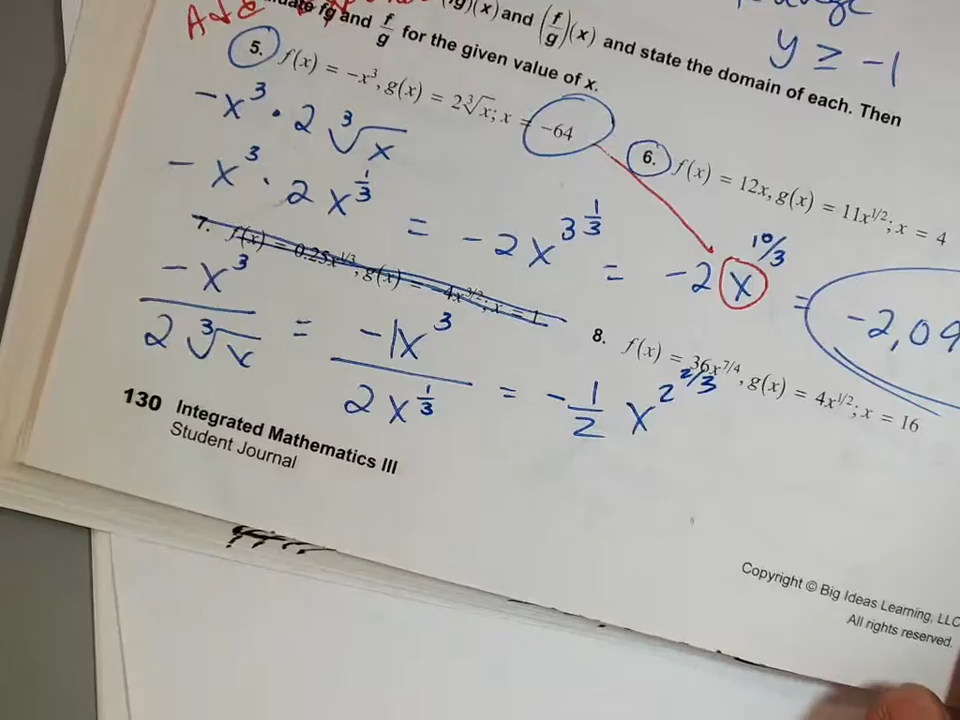 (x) and (f/g)(x) and state the domain of each. Then
fg and f/g for the given value of x.
y ≥ -1
5. f(x) = −x³, g(x) = 2∛x; x = −64
-x³ · 2 ∛x
-x³ · 2x^(1/3) = -2x^(3 1/3) = -2x^(10/3) = -2,09
6. f(x) = 12x, g(x) = 11x^(1/2); x = 4
7. f(x) = 0.25x^(1/3), g(x) = −4x^(3/2); x = 1
-x³ / 2∛x = -1x³ / 2x^(1/3) = -1/2 x^(2 2/3)
8. f(x) = 36x^(7/4), g(x) = 4x^(1/2); x = 16
130 Integrated Mathematics III
Student Journal
Copyright © Big Ideas Learning, LLC
All rights reserved.